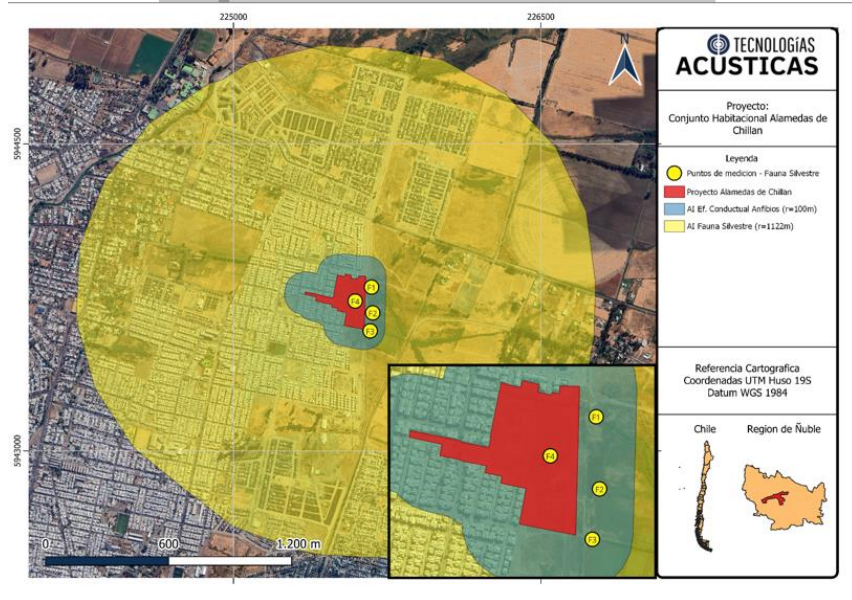 225000
226500
5944500
5943000
N
TECNOLOGíAS
ACUSTICAS
Proyecto:
Conjunto Habitacional Alamedas de
Chillan
Leyenda
Puntos de medicion - Fauna Silvestre
Proyecto Alamedas de Chillan
AI Ef. Conductual Anfibios (r=100m)
AI Fauna Silvestre (r=1122m)
F1
F4
F2
F3
F1
F4
F2
F3
0
600
1.200 m
Referencia Cartografica
Coordenadas UTM Huso 19S
Datum WGS 1984
Chile
Region de Ñuble